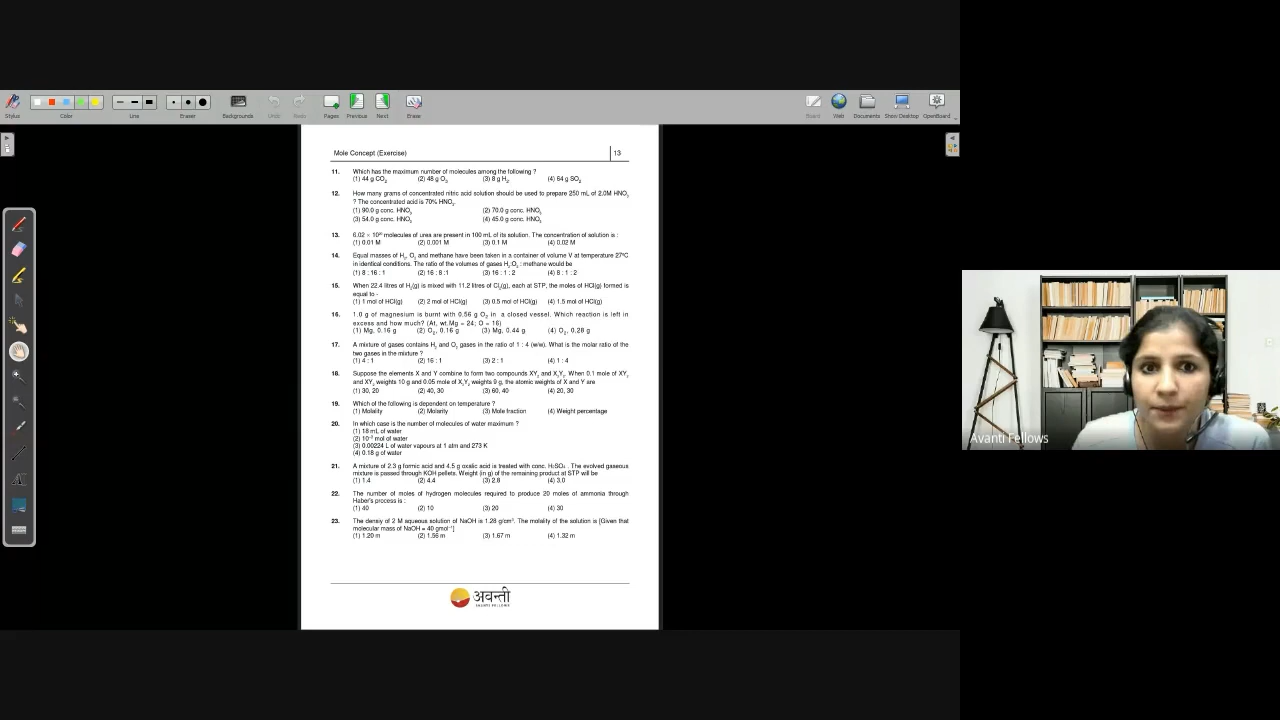 Stylus
Color
Line
Eraser
Backgrounds
Undo
Redo
Pages
Previous
Next
Erase
Board
Web
Documents
Show Desktop
OpenBoard
Mole Concept (Exercise)
13
11. Which has the maximum number of molecules among the following ?
(1) 44 g CO2 (2) 48 g O3 (3) 8 g H2 (4) 64 g SO2
12. How many grams of concentrated nitric acid solution should be used to prepare 250 mL of 2.0M HNO3
? The concentrated acid is 70% HNO3.
(1) 90.0 g conc. HNO3 (2) 70.0 g conc. HNO3
(3) 54.0 g conc. HNO3 (4) 45.0 g conc. HNO3
13. 6.02 × 10²⁰ molecules of urea are present in 100 mL of its solution. The concentration of solution is :
(1) 0.01 M (2) 0.001 M (3) 0.1 M (4) 0.02 M
14. Equal masses of H2, O2 and methane have been taken in a container of volume V at temperature 27°C
in identical conditions. The ratio of the volumes of gases H2:O2 : methane would be
(1) 8 : 16 : 1 (2) 16 : 8 :1 (3) 16 : 1 : 2 (4) 8 : 1 : 2
15. When 22.4 litres of H2(g) is mixed with 11.2 litres of Cl2(g), each at STP, the moles of HCl(g) formed is
equal to -
(1) 1 mol of HCl(g) (2) 2 mol of HCl(g) (3) 0.5 mol of HCl(g) (4) 1.5 mol of HCl(g)
16. 1.0 g of magnesium is burnt with 0.56 g O2 in a closed vessel. Which reaction is left in
excess and how much? (At, wt.Mg = 24; O = 16)
(1) Mg, 0.16 g (2) O2, 0.16 g (3) Mg, 0.44 g (4) O2, 0.28 g
17. A mixture of gases contains H2 and O2 gases in the ratio of 1 : 4 (w/w). What is the molar ratio of the
two gases in the mixture ?
(1) 4 : 1 (2) 16 : 1 (3) 2 : 1 (4) 1 : 4
18. Suppose the elements X and Y combine to form two compounds XY2 and X3Y2. When 0.1 mole of XY2
and XY2 weights 10 g and 0.05 mole of X3Y2 weights 9 g, the atomic weights of X and Y are
(1) 30, 20 (2) 40, 30 (3) 60, 40 (4) 20, 30
19. Which of the following is dependent on temperature ?
(1) Molality (2) Molarity (3) Mole fraction (4) Weight percentage
20. In which case is the number of molecules of water maximum ?
(1) 18 mL of water
(2) 10⁻³ mol of water
(3) 0.00224 L of water vapours at 1 atm and 273 K
(4) 0.18 g of water
21. A mixture of 2.3 g formic acid and 4.5 g oxalic acid is treated with conc. H2SO4 . The evolved gaseous
mixture is passed through KOH pellets. Weight (in g) of the remaining product at STP will be
(1) 1.4 (2) 4.4 (3) 2.8 (4) 3.0
22. The number of moles of hydrogen molecules required to produce 20 moles of ammonia through
Haber's process is :
(1) 40 (2) 10 (3) 20 (4) 30
23. The densiy of 2 M aqueous solution of NaOH is 1.28 g/cm³. The molality of the solution is [Given that
molecular mass of NaOH = 40 gmol⁻¹]
(1) 1.20 m (2) 1.56 m (3) 1.67 m (4) 1.32 m
अवन्ती
Avanti Fellows